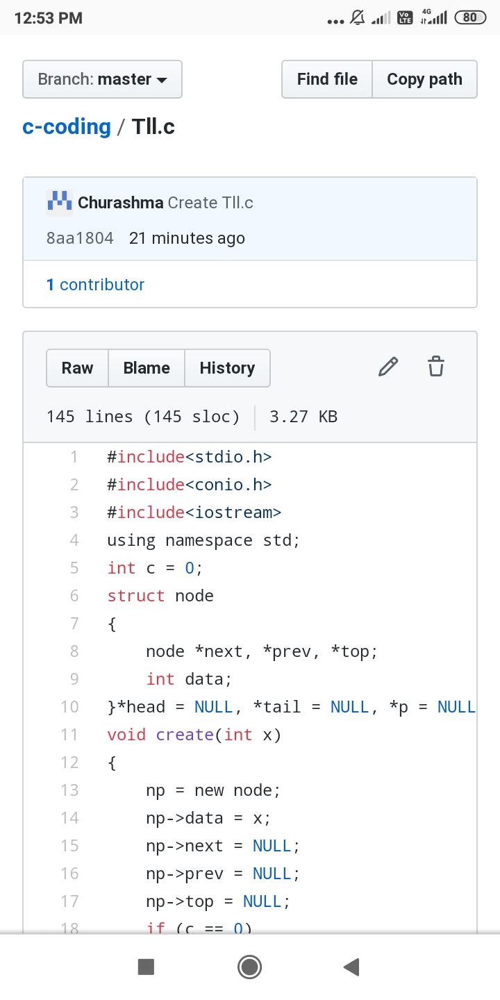 12:53 PM ... Vo LTE 4G 80
Branch: master Find file Copy path
c-coding / Tll.c
Churashma Create Tll.c
8aa1804 21 minutes ago
1 contributor
Raw Blame History
145 lines (145 sloc) 3.27 KB
1 #include<stdio.h>
2 #include<conio.h>
3 #include<iostream>
4 using namespace std;
5 int c = 0;
6 struct node
7 {
8 node *next, *prev, *top;
9 int data;
10 }*head = NULL, *tail = NULL, *p = NULL
11 void create(int x)
12 {
13 np = new node;
14 np->data = x;
15 np->next = NULL;
16 np->prev = NULL;
17 np->top = NULL;
18 if (c == 0)